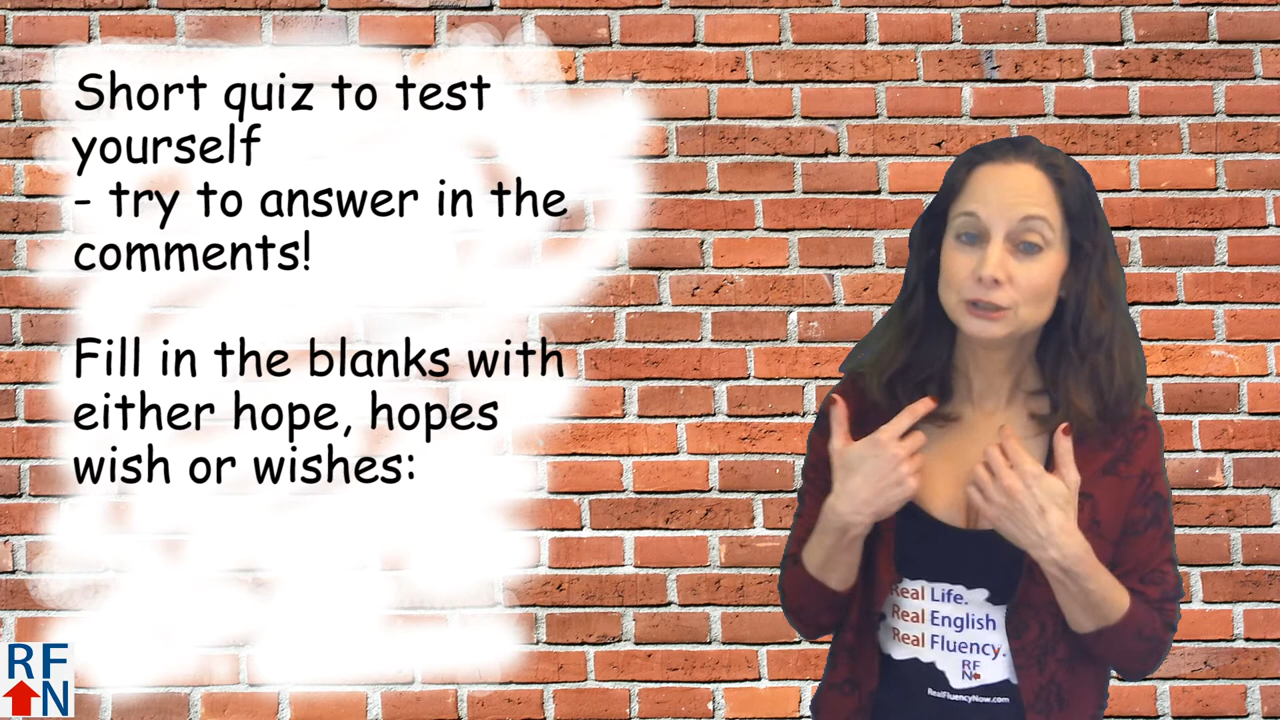 Short quiz to test
yourself
- try to answer in the
comments!
Fill in the blanks with
either hope, hopes
wish or wishes:
Real Life.
Real English
Real Fluency.
RF
N
RealFluencyNow.com
RF
N